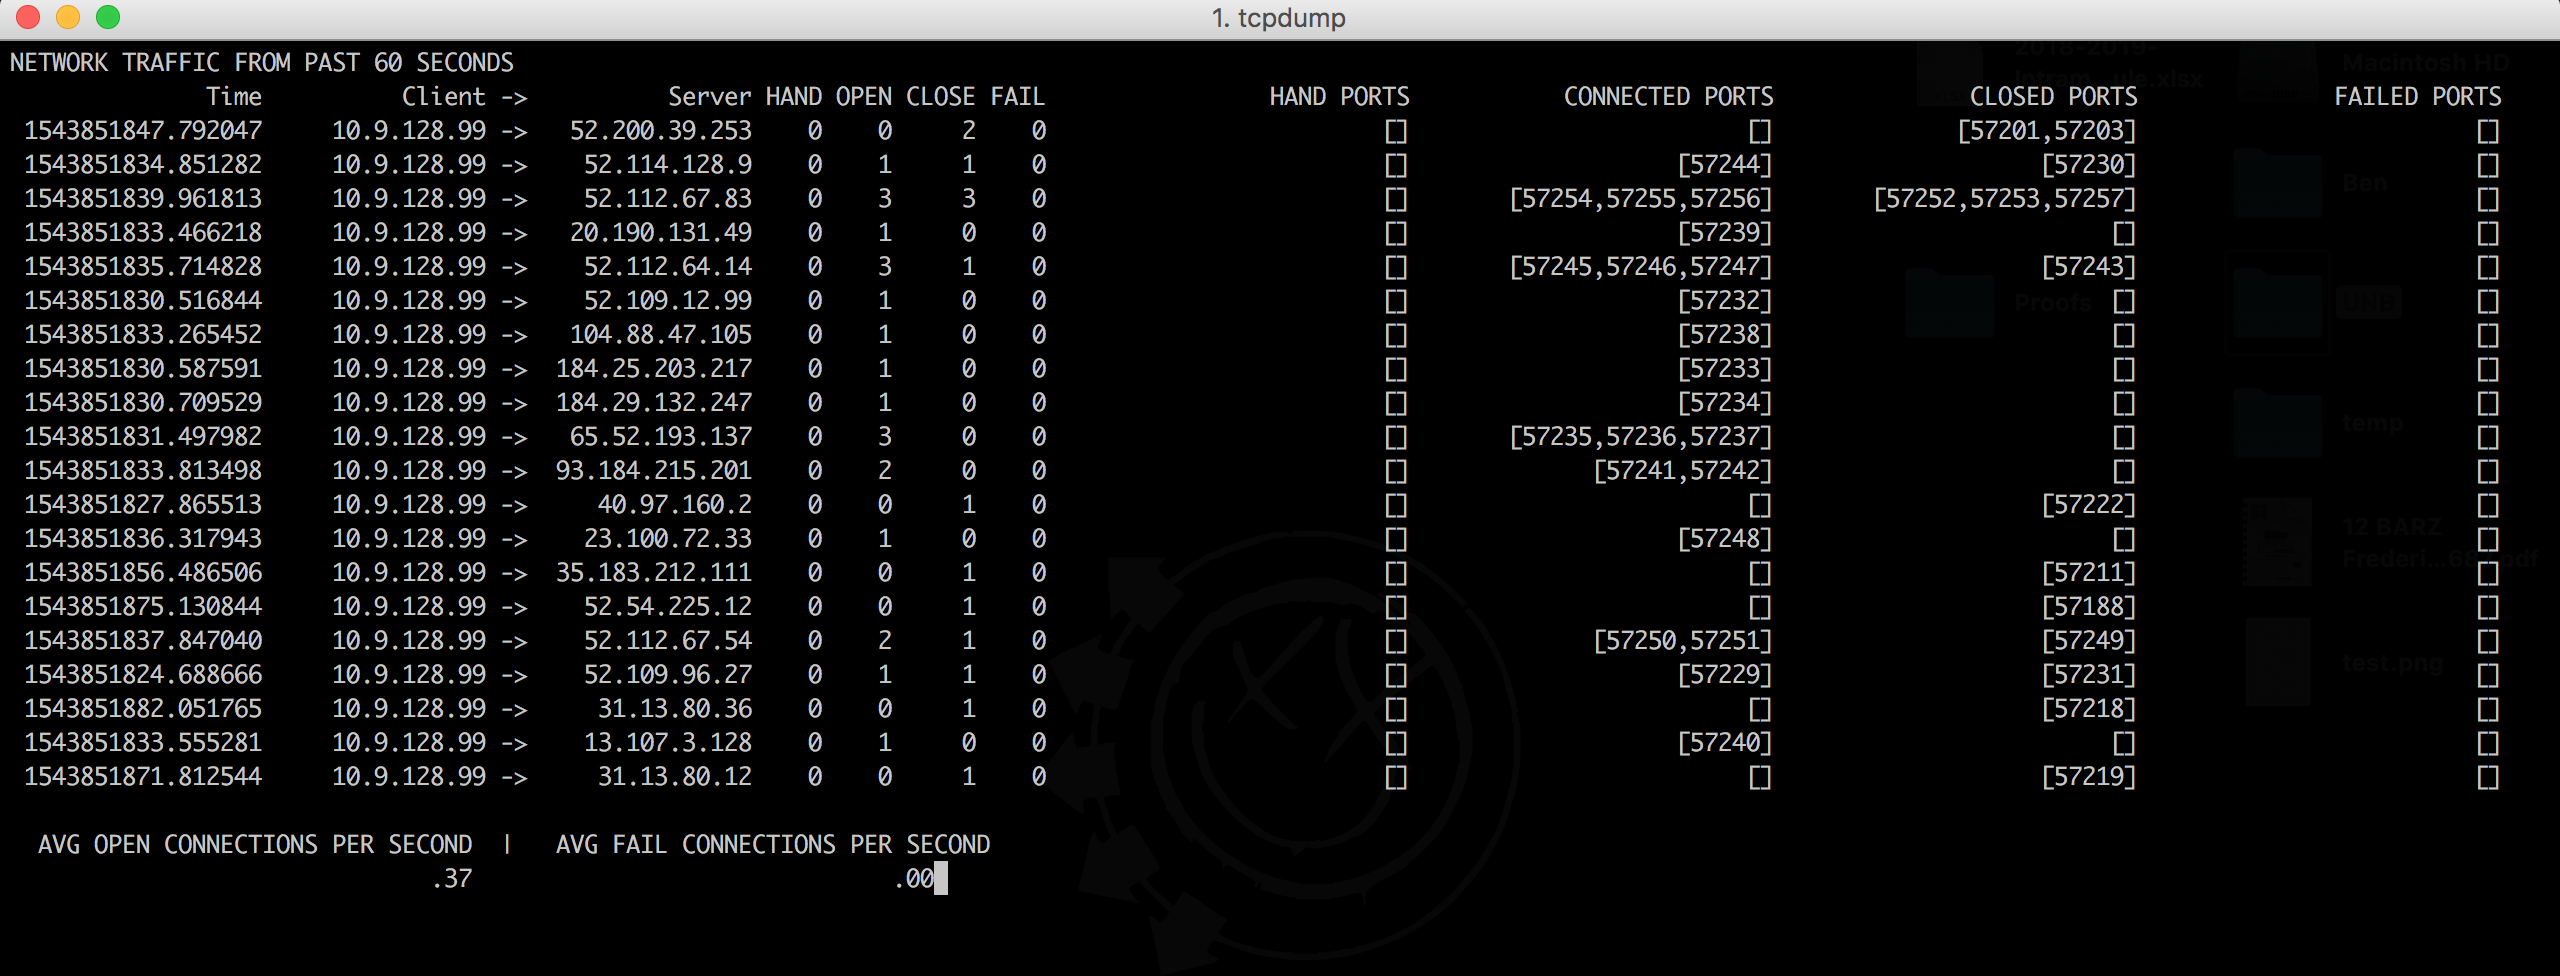 1. tcpdump
NETWORK TRAFFIC FROM PAST 60 SECONDS
Time Client -> Server HAND OPEN CLOSE FAIL HAND PORTS CONNECTED PORTS CLOSED PORTS FAILED PORTS
1543851847.792047 10.9.128.99 -> 52.200.39.253 0 0 2 0 [] [] [57201,57203] []
1543851834.851282 10.9.128.99 -> 52.114.128.9 0 1 1 0 [] [57244] [57230] []
1543851839.961813 10.9.128.99 -> 52.112.67.83 0 3 3 0 [] [57254,57255,57256] [57252,57253,57257] []
1543851833.466218 10.9.128.99 -> 20.190.131.49 0 1 0 0 [] [57239] [] []
1543851835.714828 10.9.128.99 -> 52.112.64.14 0 3 1 0 [] [57245,57246,57247] [57243] []
1543851830.516844 10.9.128.99 -> 52.109.12.99 0 1 0 0 [] [57232] [] []
1543851833.265452 10.9.128.99 -> 104.88.47.105 0 1 0 0 [] [57238] [] []
1543851830.587591 10.9.128.99 -> 184.25.203.217 0 1 0 0 [] [57233] [] []
1543851830.709529 10.9.128.99 -> 184.29.132.247 0 1 0 0 [] [57234] [] []
1543851831.497982 10.9.128.99 -> 65.52.193.137 0 3 0 0 [] [57235,57236,57237] [] []
1543851833.813498 10.9.128.99 -> 93.184.215.201 0 2 0 0 [] [57241,57242] [] []
1543851827.865513 10.9.128.99 -> 40.97.160.2 0 0 1 0 [] [] [57222] []
1543851836.317943 10.9.128.99 -> 23.100.72.33 0 1 0 0 [] [57248] [] []
1543851856.486506 10.9.128.99 -> 35.183.212.111 0 0 1 0 [] [] [57211] []
1543851875.130844 10.9.128.99 -> 52.54.225.12 0 0 1 0 [] [] [57188] []
1543851837.847040 10.9.128.99 -> 52.112.67.54 0 2 1 0 [] [57250,57251] [57249] []
1543851824.688666 10.9.128.99 -> 52.109.96.27 0 1 1 0 [] [57229] [57231] []
1543851882.051765 10.9.128.99 -> 31.13.80.36 0 0 1 0 [] [] [57218] []
1543851833.555281 10.9.128.99 -> 13.107.3.128 0 1 0 0 [] [57240] [] []
1543851871.812544 10.9.128.99 -> 31.13.80.12 0 0 1 0 [] [] [57219] []
AVG OPEN CONNECTIONS PER SECOND | AVG FAIL CONNECTIONS PER SECOND
.37 .00
2018-2019-
Intram...ule.xlsx
Macintosh HD
Ben
Proofs
UNB
temp
12 BARZ
test.png